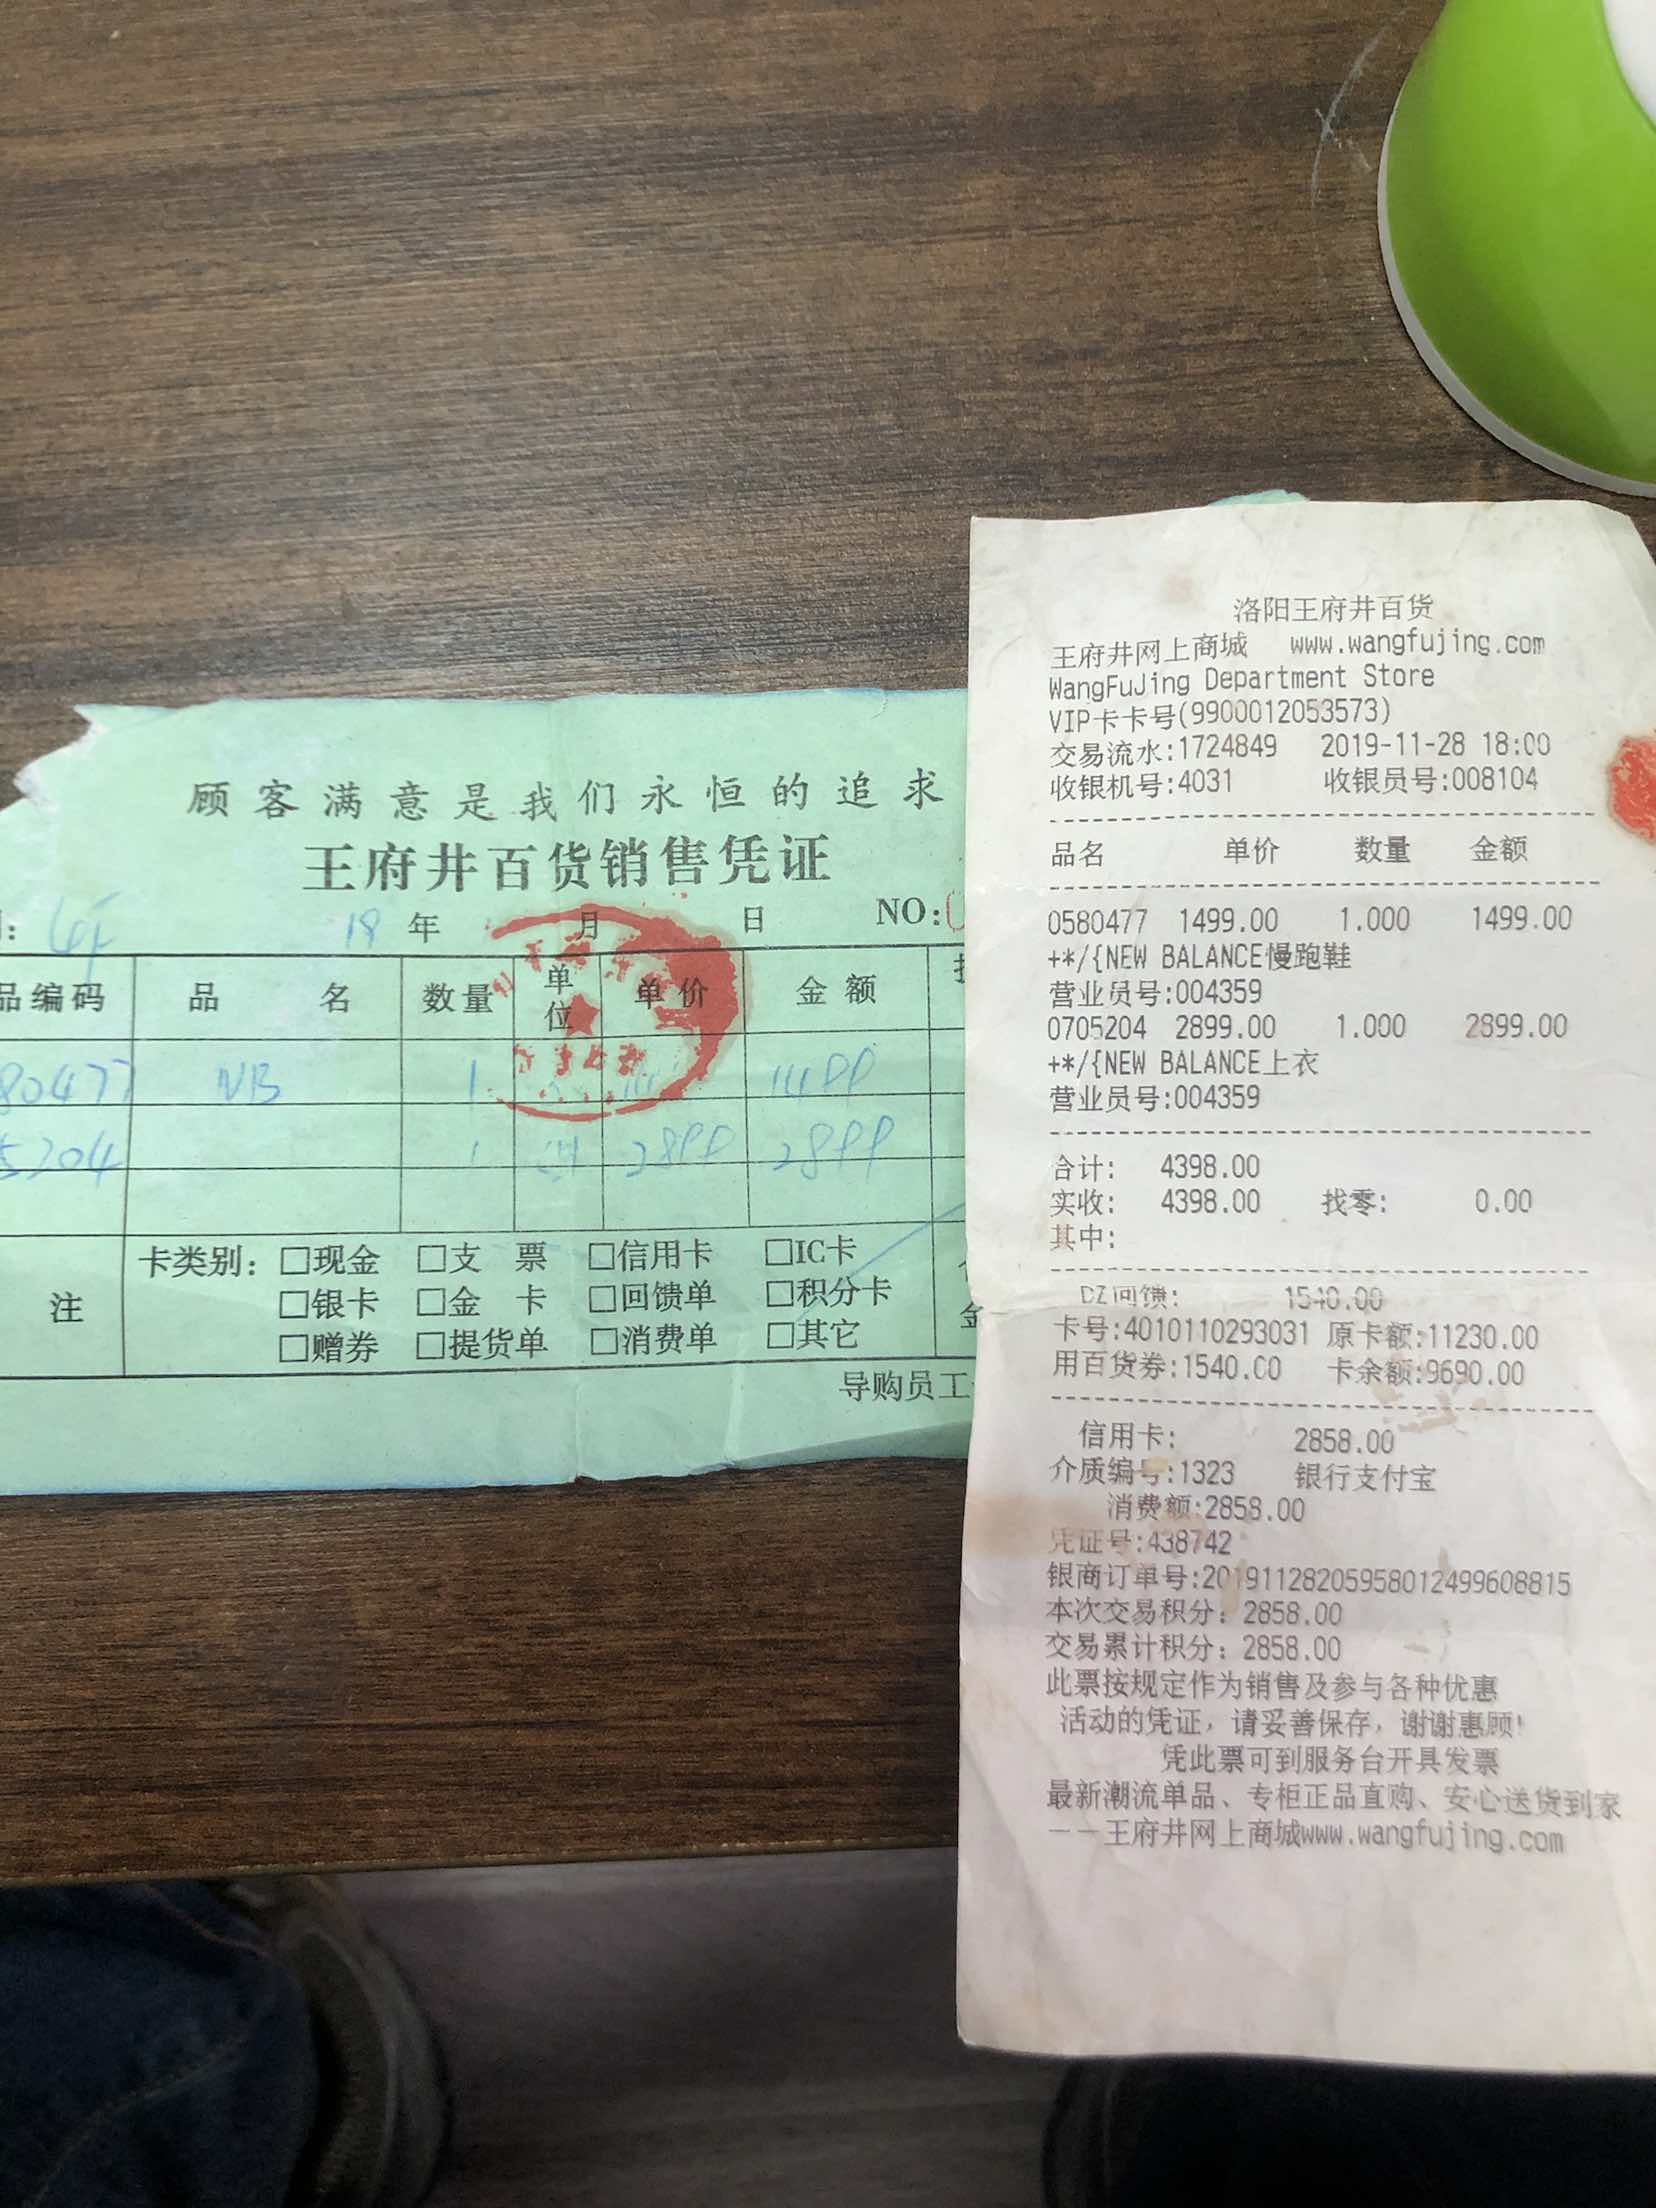 顾客满意是我们永恒的追求
王府井百货销售凭证
19 年 月 日 NO:
品编码 品 名 数量 单位 单价 金额
80477 NB 1
5204 1 2899 2899
注
卡类别: □现金 □支 票 □信用卡 □IC卡
□银卡 □金 卡 □回馈单 □积分卡
□赠券 □提货单 □消费单 □其它
金
导购员工
洛阳王府井百货
王府井网上商城 www.wangfujing.com
WangFuJing Department Store
VIP卡卡号(9900012053573)
交易流水:1724849 2019-11-28 18:00
收银机号:4031 收银员号:008104
品名 单价 数量 金额
0580477 1499.00 1.000 1499.00
+*/{NEW BALANCE慢跑鞋
营业员号:004359
0705204 2899.00 1.000 2899.00
+*/{NEW BALANCE上衣
营业员号:004359
合计: 4398.00
实收: 4398.00 找零: 0.00
其中:
DZ回馈: 1540.00
卡号:4010110293031 原卡额:11230.00
用百货券:1540.00 卡余额:9690.00
信用卡: 2858.00
介质编号:1323 银行支付宝
消费额:2858.00
凭证号:438742
银商订单号:20191128205958012499608815
本次交易积分: 2858.00
交易累计积分: 2858.00
此票按规定作为销售及参与各种优惠
活动的凭证，请妥善保存，谢谢惠顾!
凭此票可到服务台开具发票
最新潮流单品、专柜正品直购、安心送货到家
——王府井网上商城www.wangfujing.com